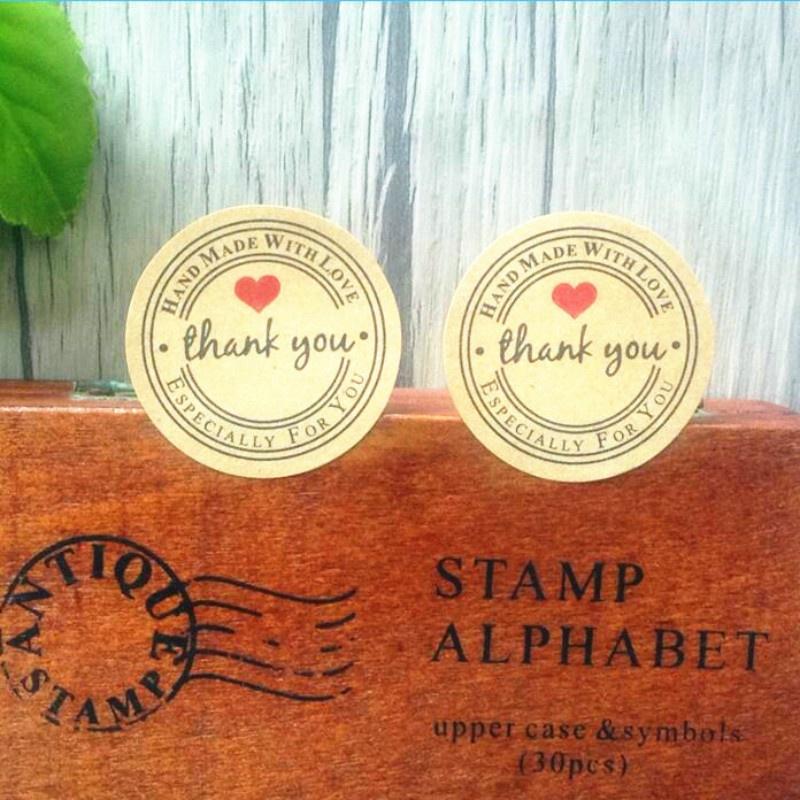 HAND MADE WITH LOVE
thank you
ESPECIALLY FOR YOU
HAND MADE WITH LOVE
thank you
ESPECIALLY FOR YOU
ANTIQUE
STAMP
STAMP
ALPHABET
upper case &symbols
(30pcs)